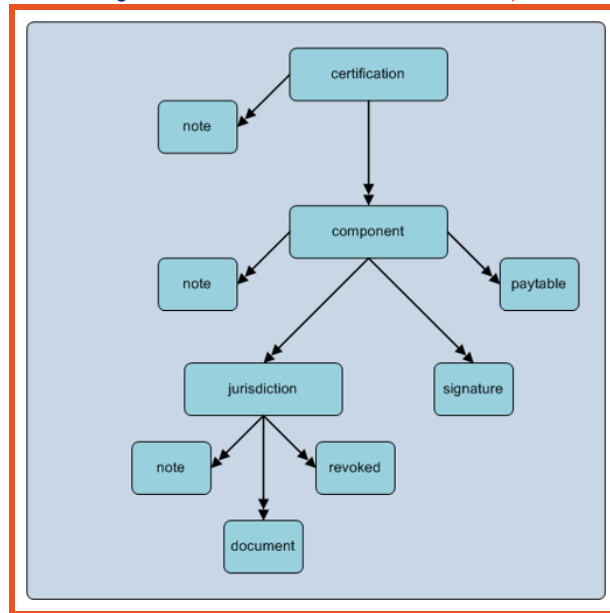 certification
note
component
note
paytable
jurisdiction
signature
note
revoked
document